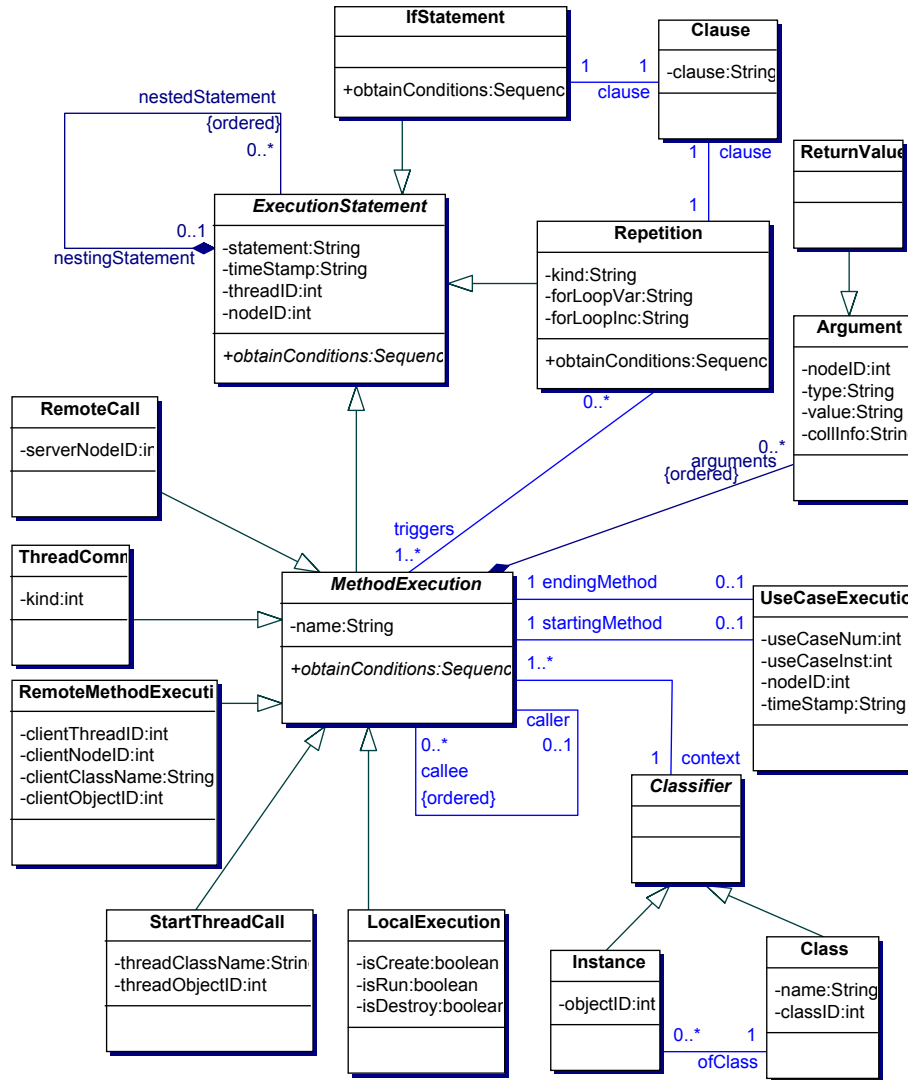 IfStatement
+obtainConditions:Sequenc
Clause
-clause:String
1 1
clause
nestedStatement
{ordered}
0..*
1 clause
1
ReturnValue
ExecutionStatement
-statement:String
-timeStamp:String
-threadID:int
-nodeID:int
+obtainConditions:Sequenc
0..1
nestingStatement
Repetition
-kind:String
-forLoopVar:String
-forLoopInc:String
+obtainConditions:Sequenc
Argument
-nodeID:int
-type:String
-value:String
-collInfo:String
RemoteCall
-serverNodeID:in
0..*
0..*
arguments
{ordered}
triggers
1..*
ThreadComm
-kind:int
MethodExecution
-name:String
+obtainConditions:Sequenc
1 endingMethod 0..1
1 startingMethod 0..1
UseCaseExecution
-useCaseNum:int
-useCaseInst:int
-nodeID:int
-timeStamp:String
1..*
RemoteMethodExecuti
-clientThreadID:int
-clientNodeID:int
-clientClassName:String
-clientObjectID:int
caller
0..* 0..1
callee
{ordered}
1 context
Classifier
StartThreadCall
-threadClassName:Strin
-threadObjectID:int
LocalExecution
-isCreate:boolean
-isRun:boolean
-isDestroy:boolean
Instance
-objectID:int
Class
-name:String
-classID:int
0..* 1
ofClass